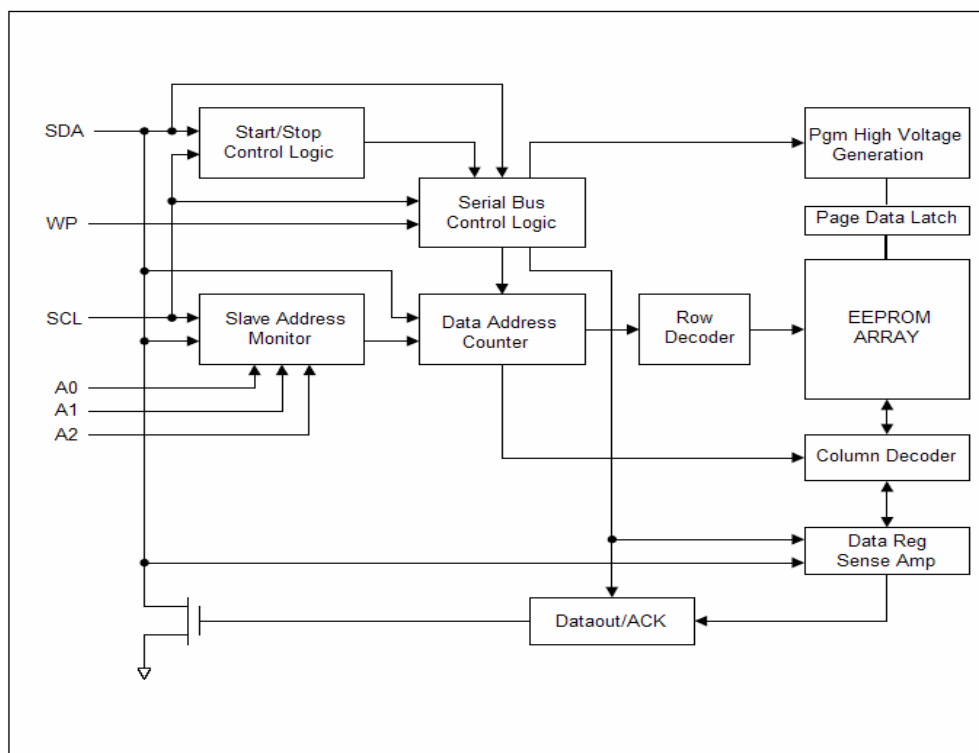 SDA
Start/Stop
Control Logic
Pgm High Voltage
Generation
Serial Bus
Control Logic
WP
Page Data Latch
SCL
Slave Address
Monitor
Data Address
Counter
Row
Decoder
EEPROM
ARRAY
A0
A1
A2
Column Decoder
Data Reg
Sense Amp
Dataout/ACK